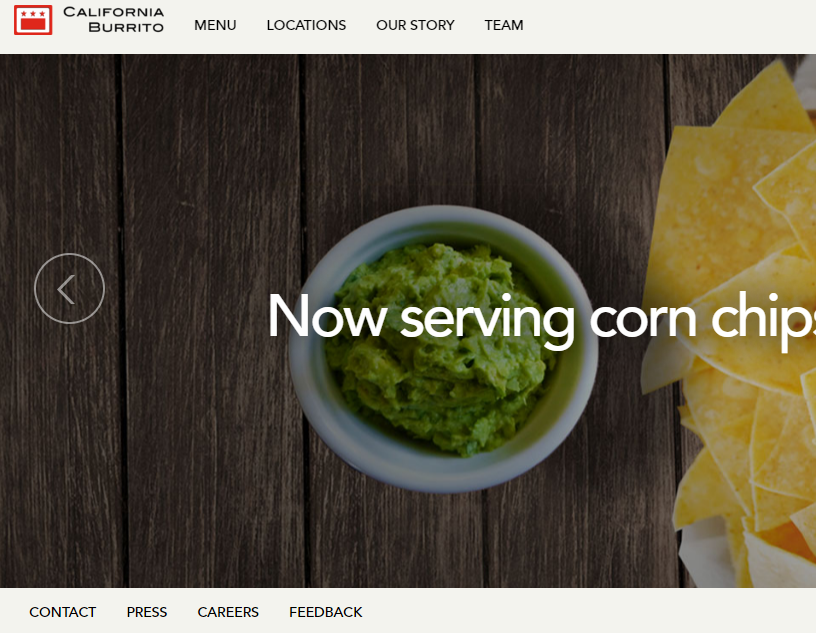 CALIFORNIA
BURRITO
MENU LOCATIONS OUR STORY TEAM
Now serving corn chips
CONTACT PRESS CAREERS FEEDBACK